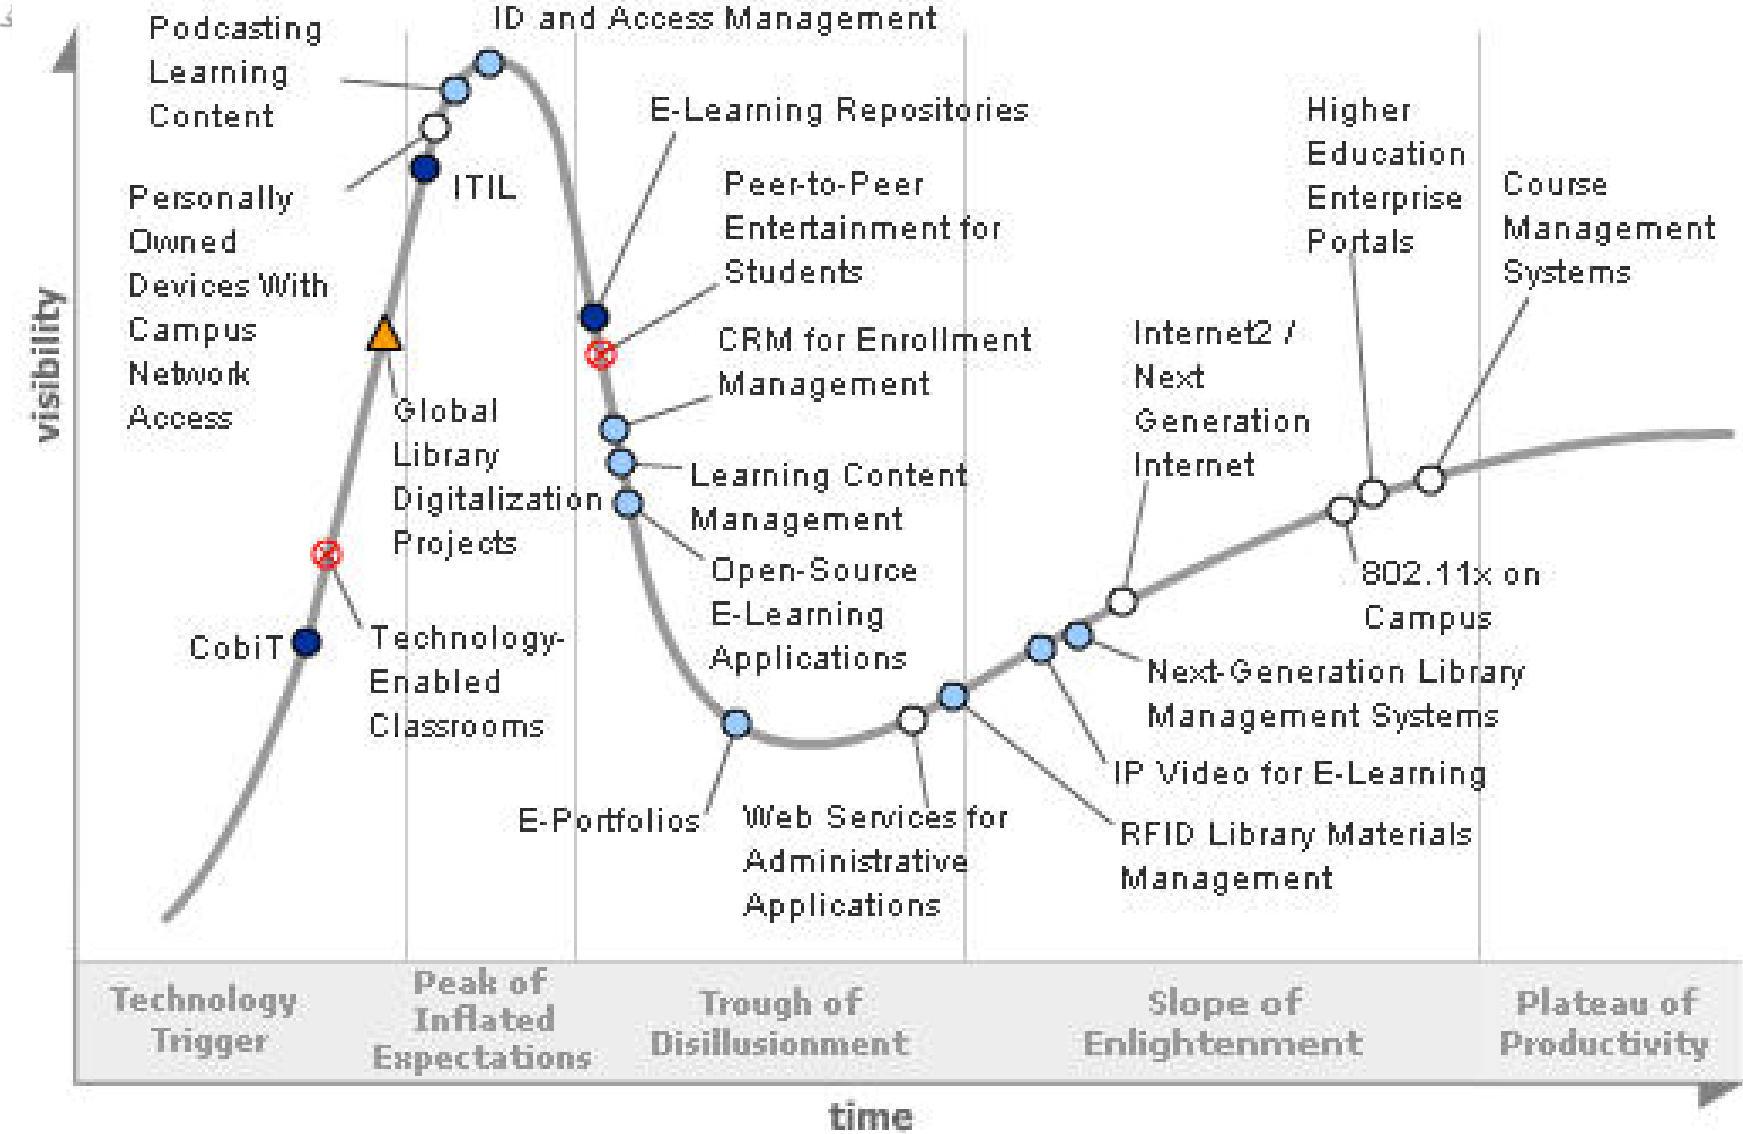 Podcasting
Learning
Content
ID and Access Management
Personally
Owned
Devices With
Campus
Network
Access
ITIL
Global
Library
Digitalization
Projects
CobiT
Technology-
Enabled
Classrooms
E-Learning Repositories
Peer-to-Peer
Entertainment for
Students
CRM for Enrollment
Management
Learning Content
Management
Open-Source
E-Learning
Applications
E-Portfolios
Web Services for
Administrative
Applications
Internet2 /
Next
Generation
Internet
Higher
Education
Enterprise
Portals
Course
Management
Systems
802.11x on
Campus
Next-Generation Library
Management Systems
IP Video for E-Learning
RFID Library Materials
Management
visibility
Technology
Trigger
Peak of
Inflated
Expectations
Trough of
Disillusionment
Slope of
Enlightenment
Plateau of
Productivity
time